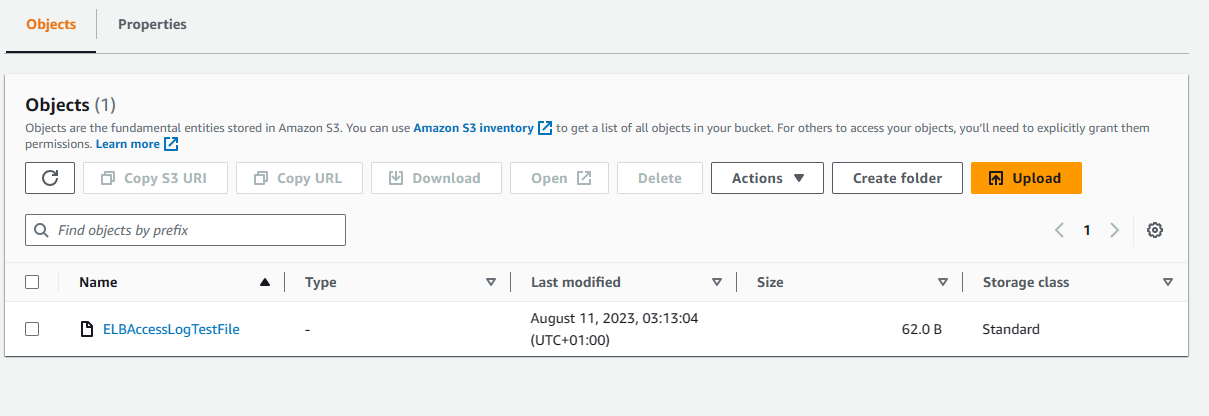 Objects Properties
Objects (1)
Objects are the fundamental entities stored in Amazon S3. You can use Amazon S3 inventory to get a list of all objects in your bucket. For others to access your objects, you'll need to explicitly grant them
permissions. Learn more
Copy S3 URI Copy URL Download Open Delete Actions Create folder Upload
Find objects by prefix 1
Name Type Last modified Size Storage class
ELBAccessLogTestFile - August 11, 2023, 03:13:04 62.0 B Standard
(UTC+01:00)